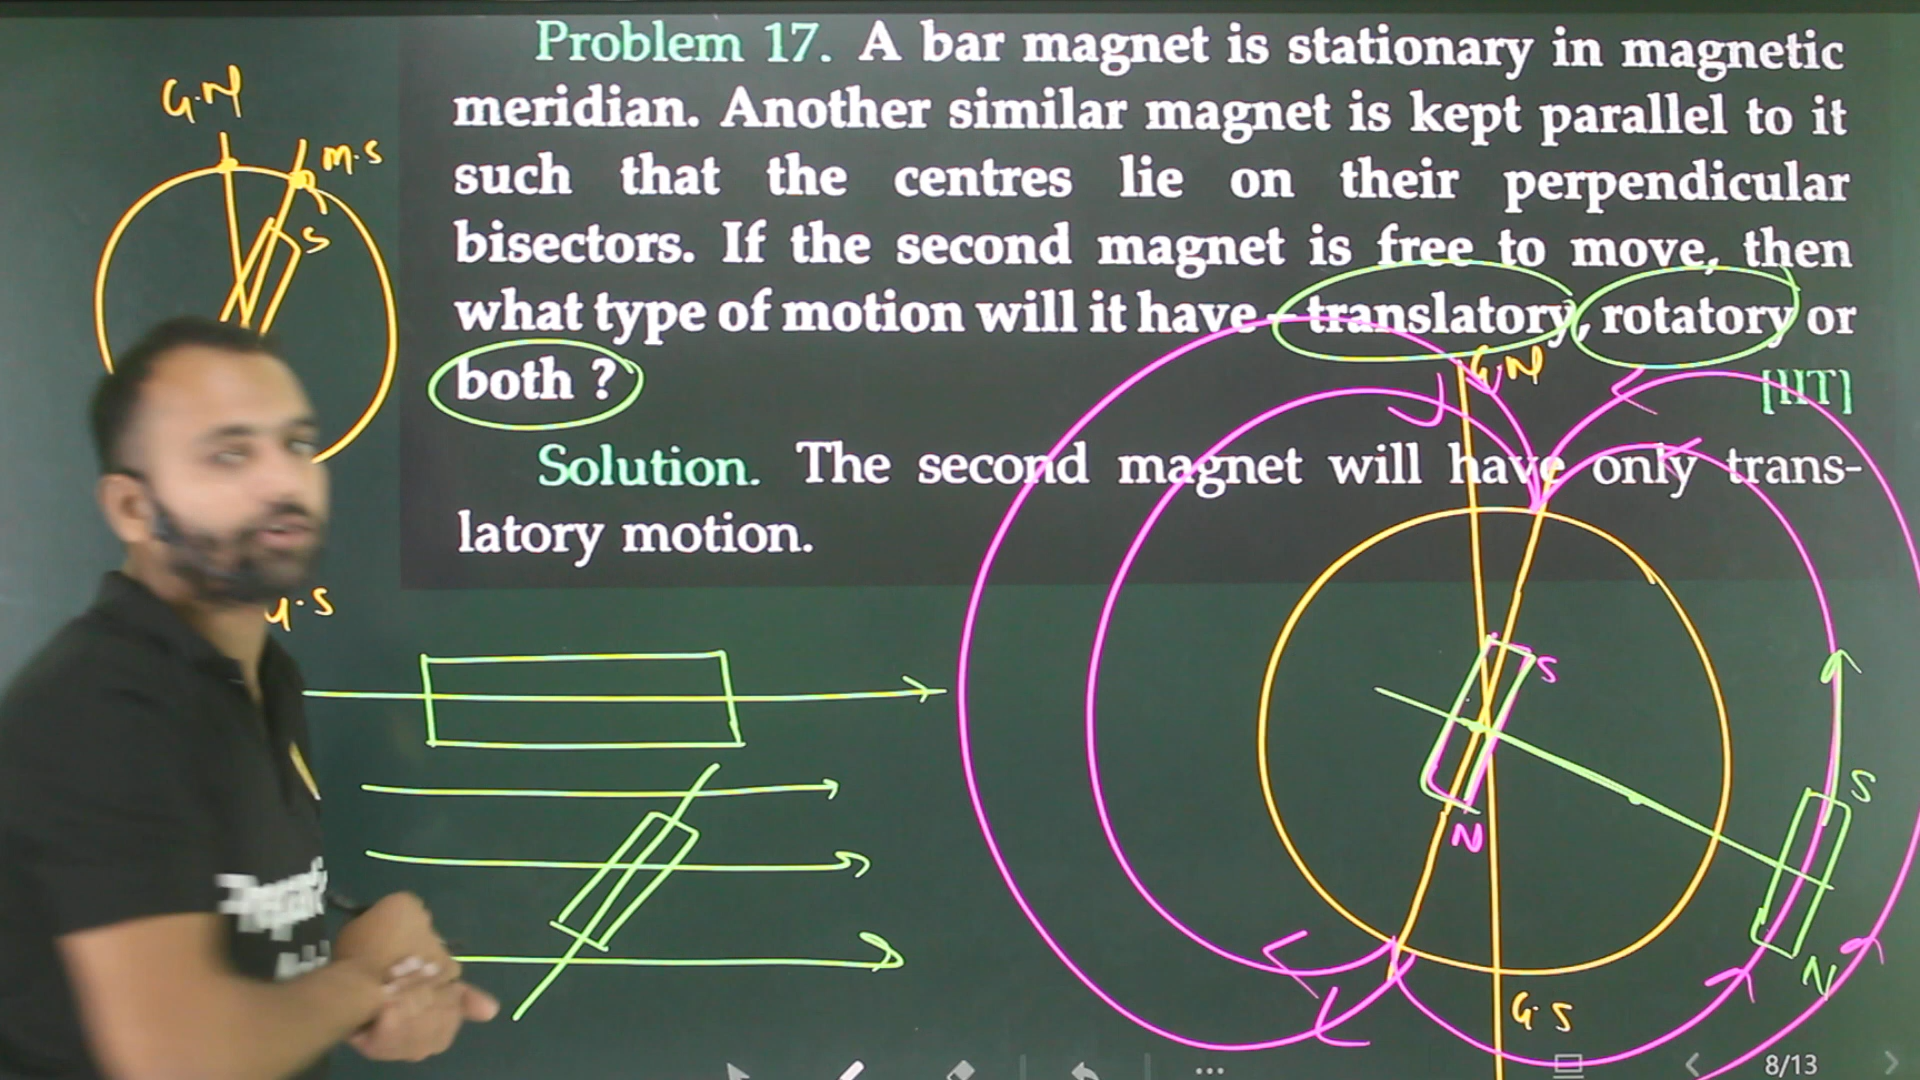 Problem 17. A bar magnet is stationary in magnetic
meridian. Another similar magnet is kept parallel to it
such that the centres lie on their perpendicular
bisectors. If the second magnet is free to move, then
what type of motion will it have – translatory, rotatory or
both ?
[IIT]
Solution. The second magnet will have only trans-
latory motion.
G.N
M.S
S
G.N
S
N
S
N
G.S
8/13